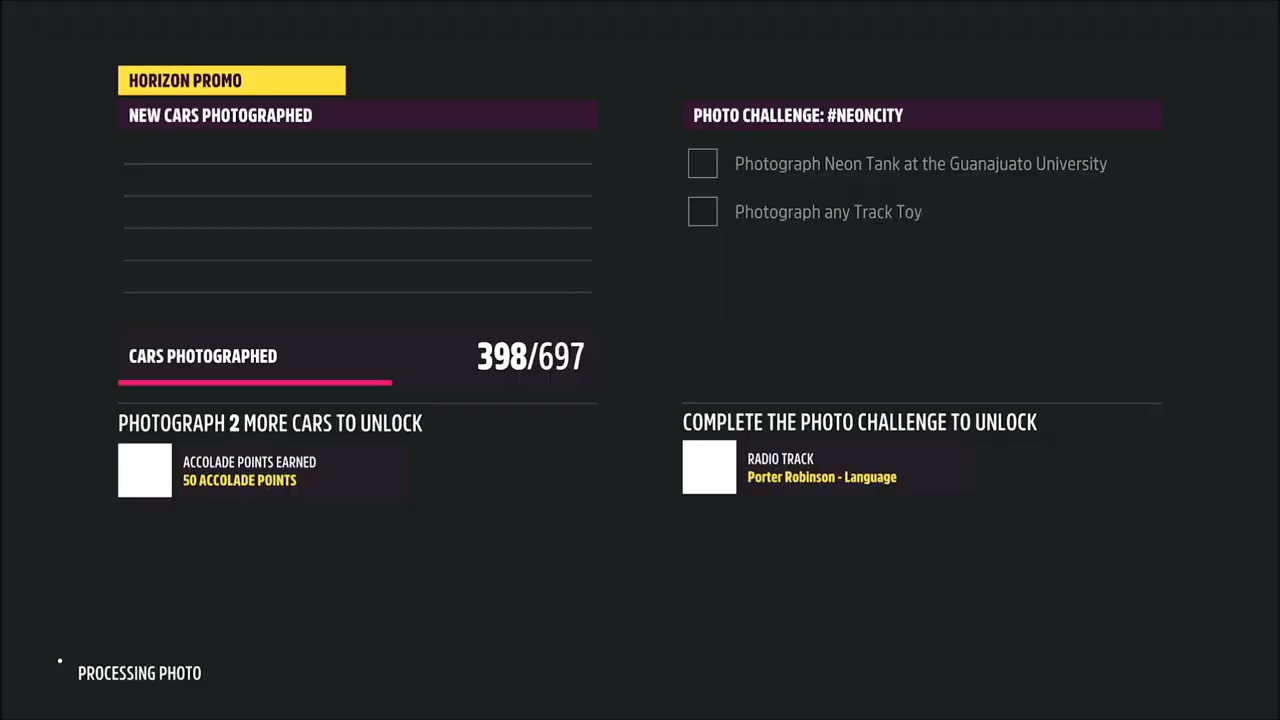 HORIZON PROMO
NEW CARS PHOTOGRAPHED
CARS PHOTOGRAPHED
398/697
PHOTOGRAPH 2 MORE CARS TO UNLOCK
ACCOLADE POINTS EARNED
50 ACCOLADE POINTS
PHOTO CHALLENGE: #NEONCITY
Photograph Neon Tank at the Guanajuato University
Photograph any Track Toy
COMPLETE THE PHOTO CHALLENGE TO UNLOCK
RADIO TRACK
Porter Robinson - Language
PROCESSING PHOTO